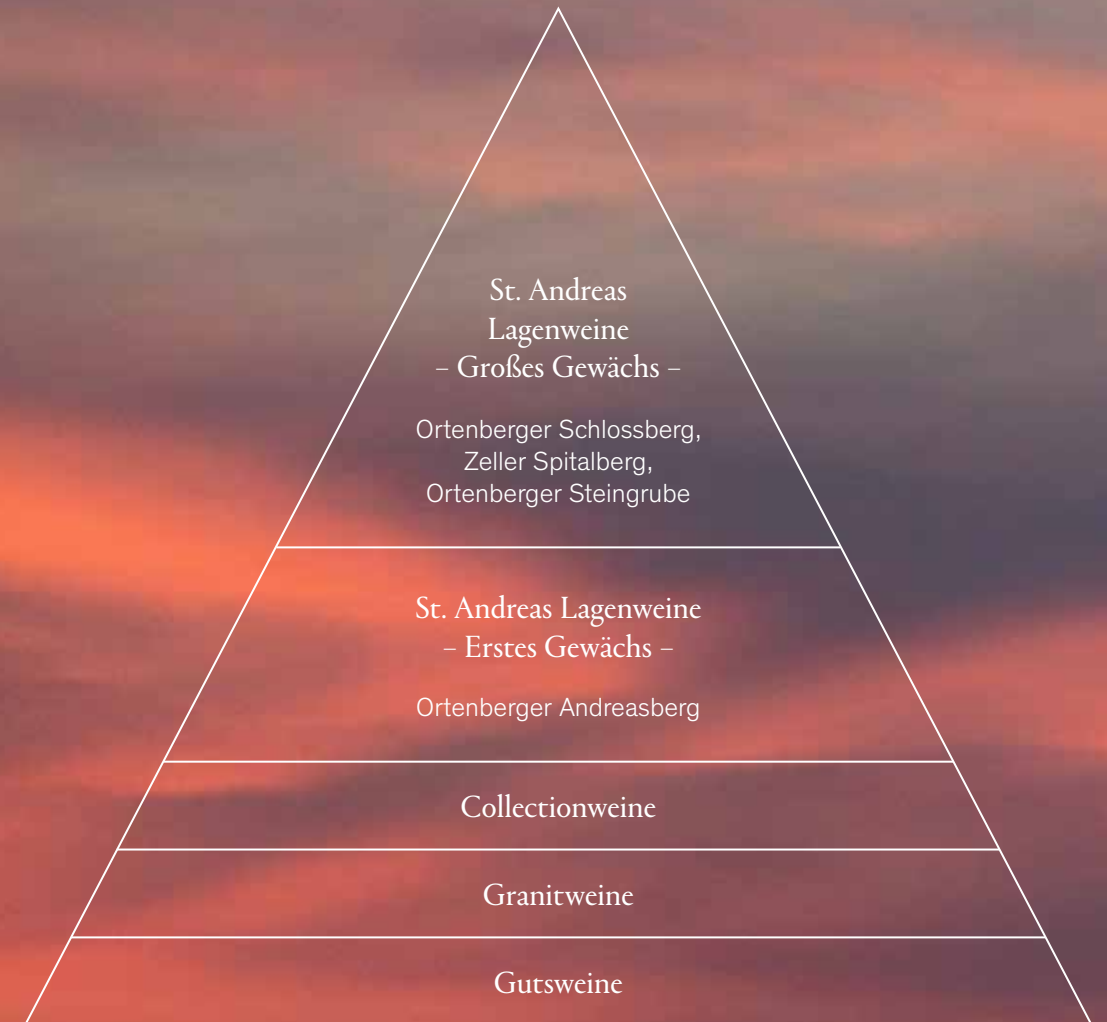 St. Andreas
Lagenweine
– Großes Gewächs –
Ortenberger Schlossberg,
Zeller Spitalberg,
Ortenberger Steingrube
St. Andreas Lagenweine
– Erstes Gewächs –
Ortenberger Andreasberg
Collectionweine
Granitweine
Gutsweine